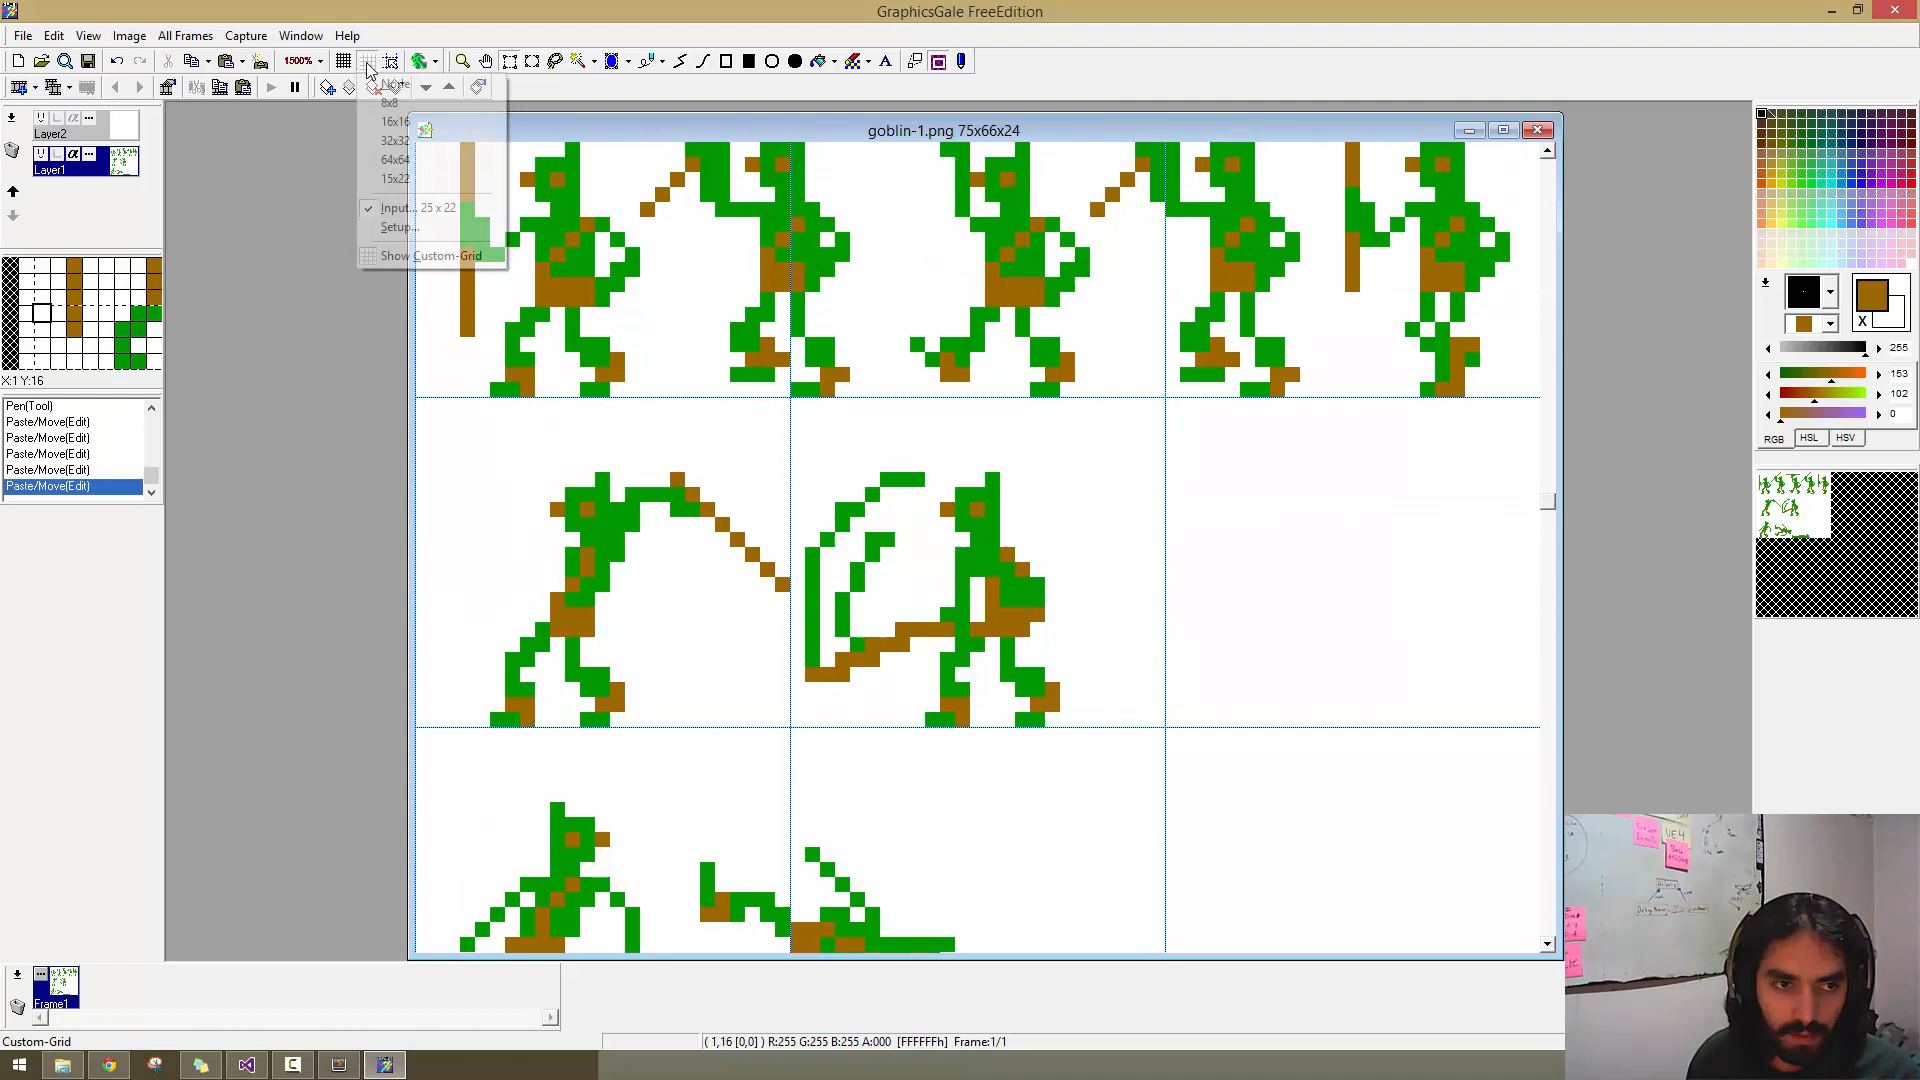 GraphicsGale FreeEdition
File Edit View Image All Frames Capture Window Help
1500%
None
8x8
16x16
32x32
64x64
15x22
Input... 25 x 22
Setup...
Show Custom-Grid
Layer2
Layer1
goblin-1.png 75x66x24
X:1 Y:16
Pen(Tool)
Paste/Move(Edit)
Paste/Move(Edit)
Paste/Move(Edit)
Paste/Move(Edit)
Paste/Move(Edit)
X
255
153
102
0
RGB HSL HSV
Frame1
Custom-Grid
( 1,16 [0,0] ) R:255 G:255 B:255 A:000 [FFFFFFh] Frame:1/1
VE4